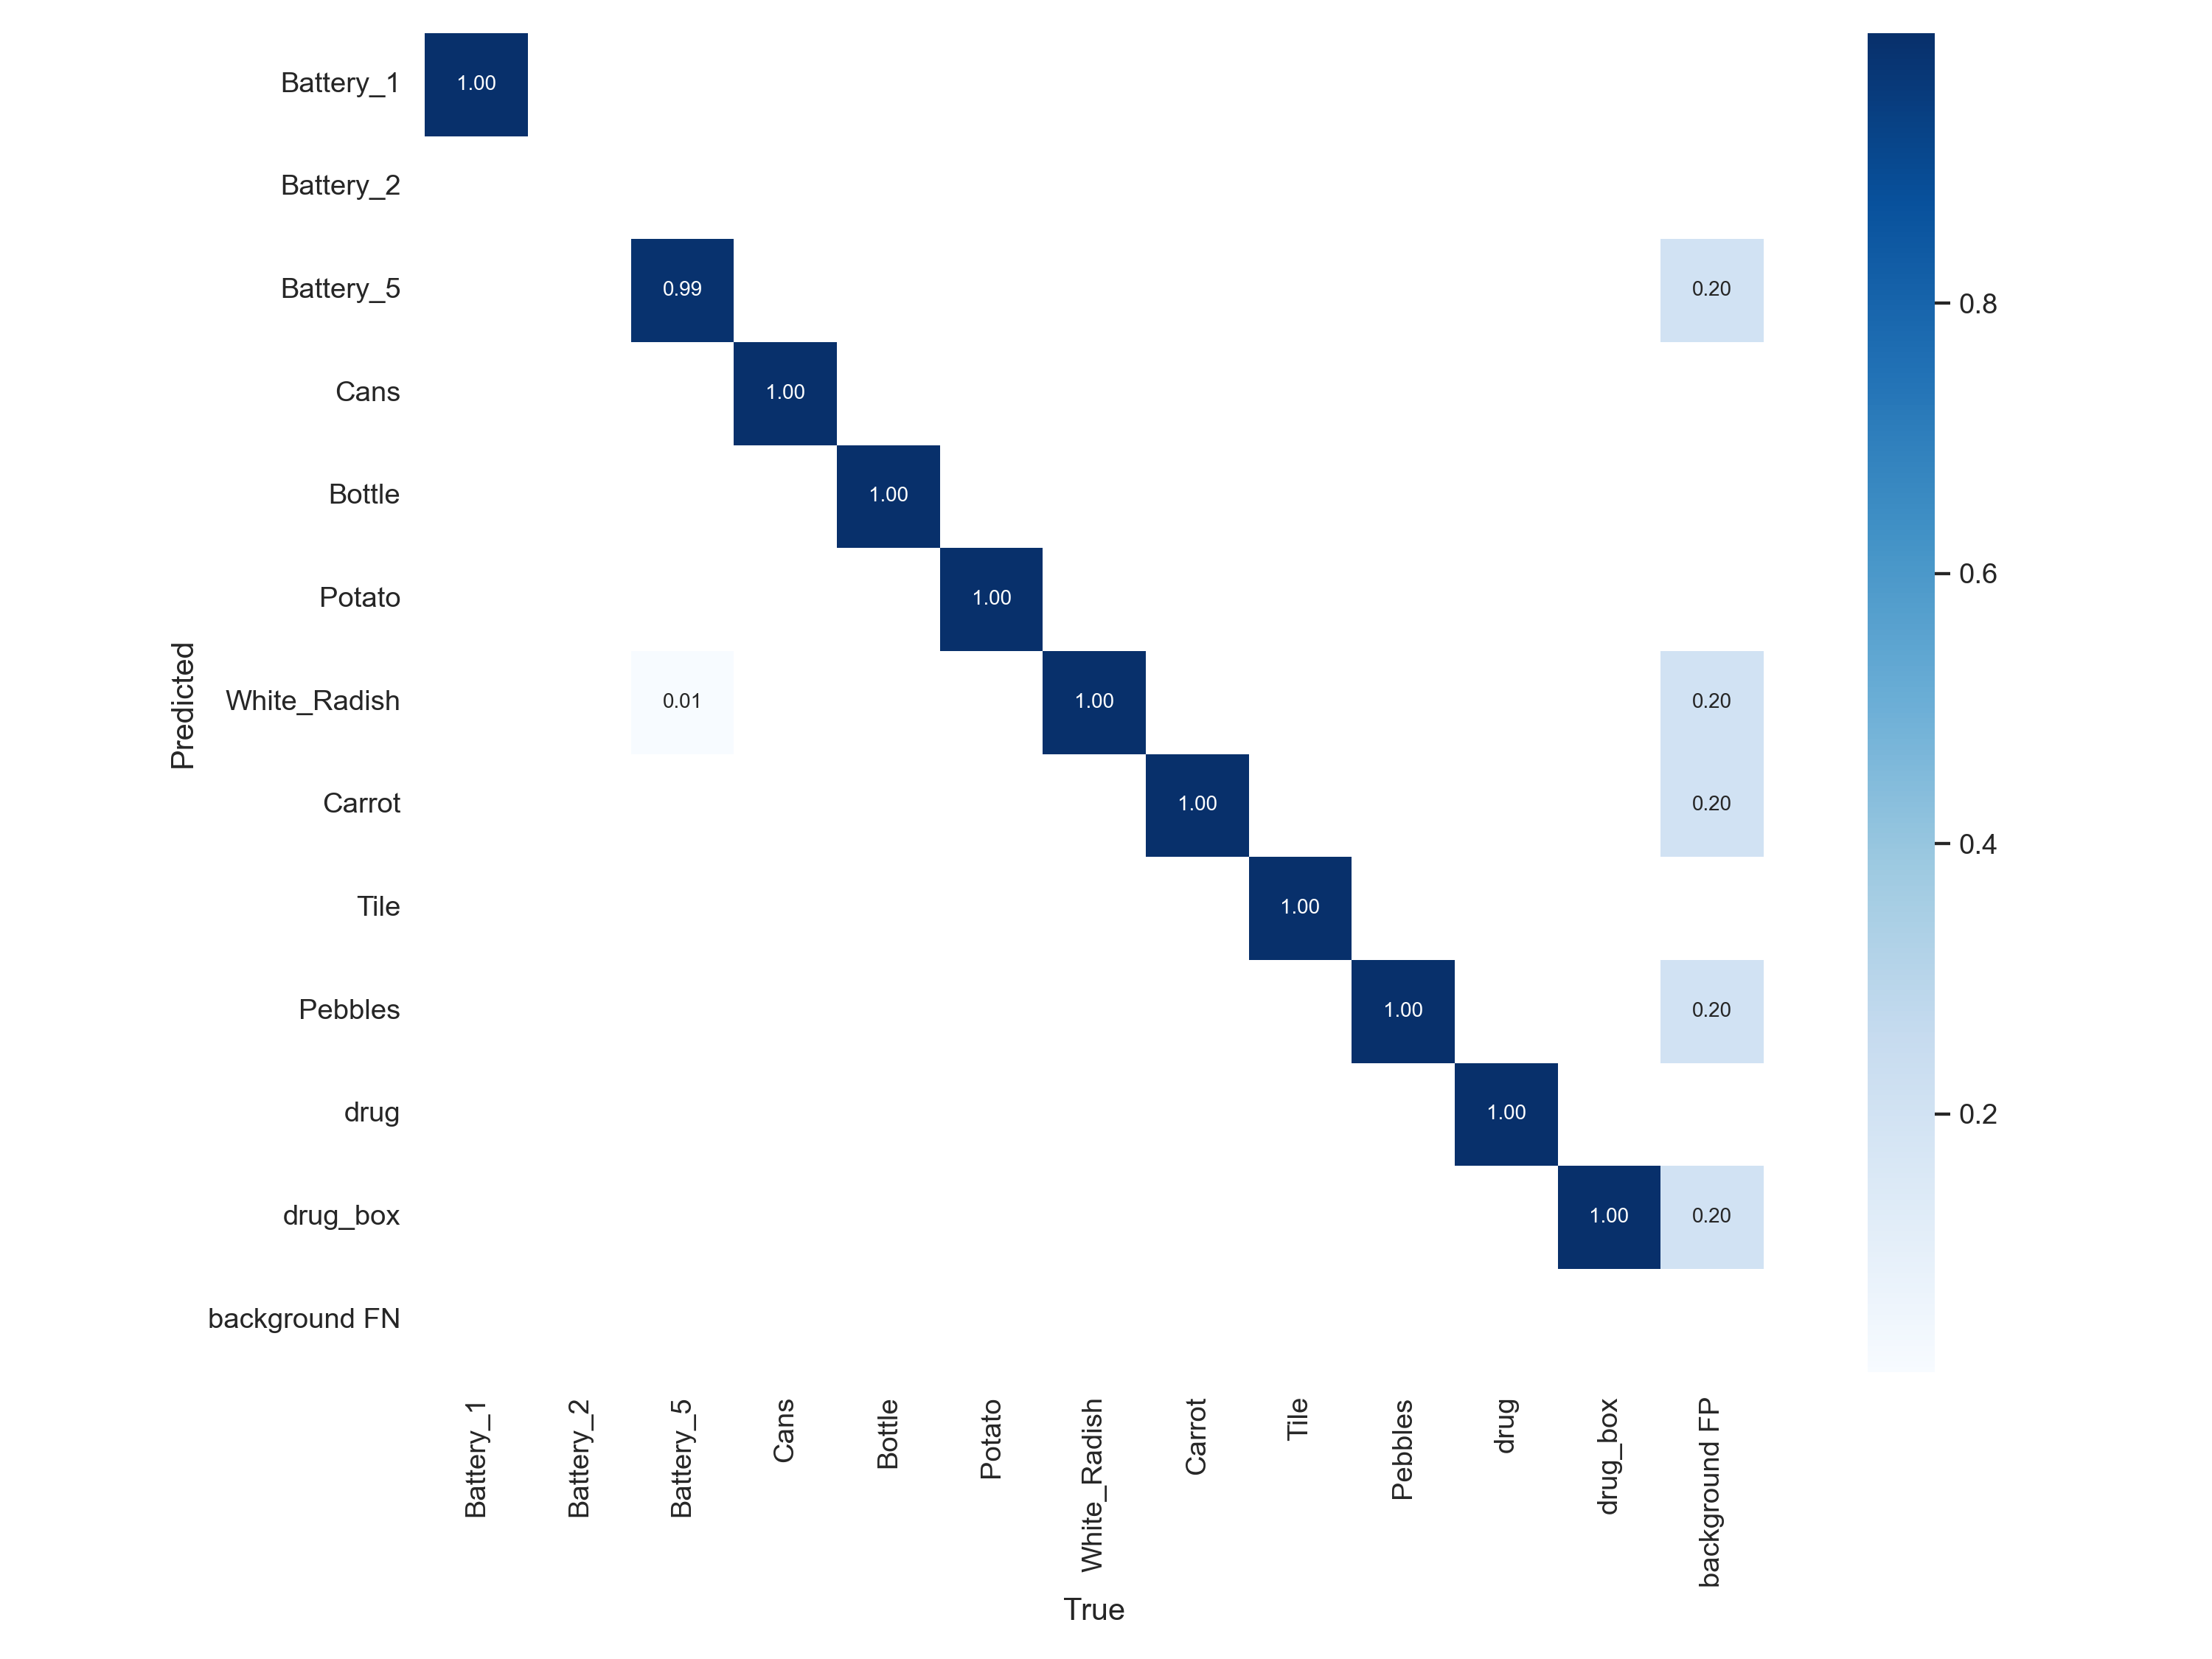 Battery_1
1.00
Battery_2
Battery_5
0.99
0.20
0.8
Cans
1.00
Bottle
1.00
0.6
Potato
1.00
Predicted
White_Radish
0.01
1.00
0.20
Carrot
1.00
0.20
0.4
Tile
1.00
Pebbles
1.00
0.20
drug
1.00
0.2
drug_box
1.00
0.20
background FN
Battery_1
Battery_2
Battery_5
Cans
Bottle
Potato
White_Radish
Carrot
Tile
Pebbles
drug
drug_box
background FP
True